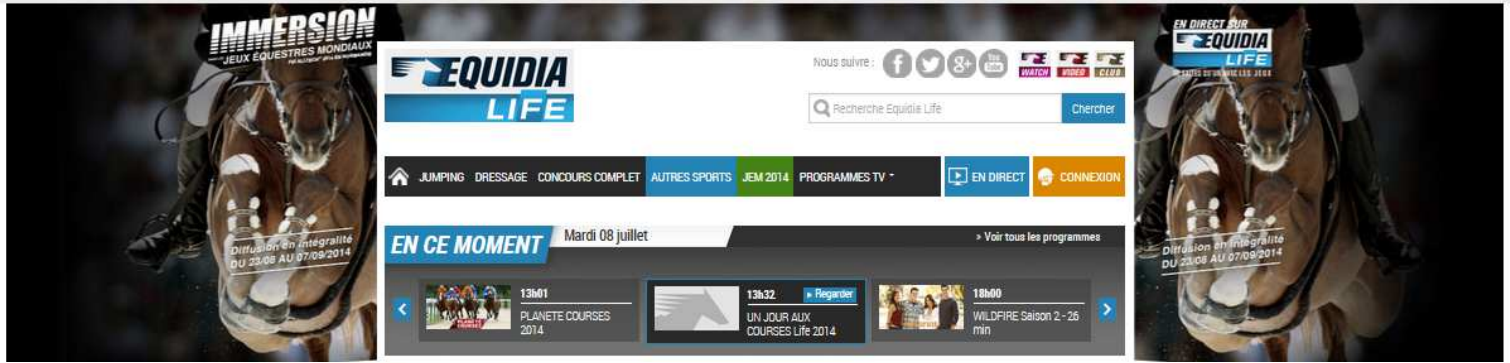 IMMERSION
JEUX ÉQUESTRES MONDIAUX
Diffusion en intégralité
DU 23/08 AU 07/09/2014
EQUIDIA
LIFE
Nous suivre :
f
g+
You
Tube
WATCH
VIDEO
CLUB
Recherche Equidia Life
Chercher
JUMPING DRESSAGE CONCOURS COMPLET AUTRES SPORTS JEM 2014 PROGRAMMES TV EN DIRECT CONNEXION
EN CE MOMENT
Mardi 08 juillet
» Voir tous les programmes
13h01
PLANETE COURSES
2014
PLANETE
COURSES
13h32
Regarder
UN JOUR AUX
COURSES Life 2014
18h00
WILDFIRE Saison 2 - 26
min
EN DIRECT SUR
EQUIDIA
LIFE
Diffusion en intégralité
DU 23/08 AU 07/09/2014